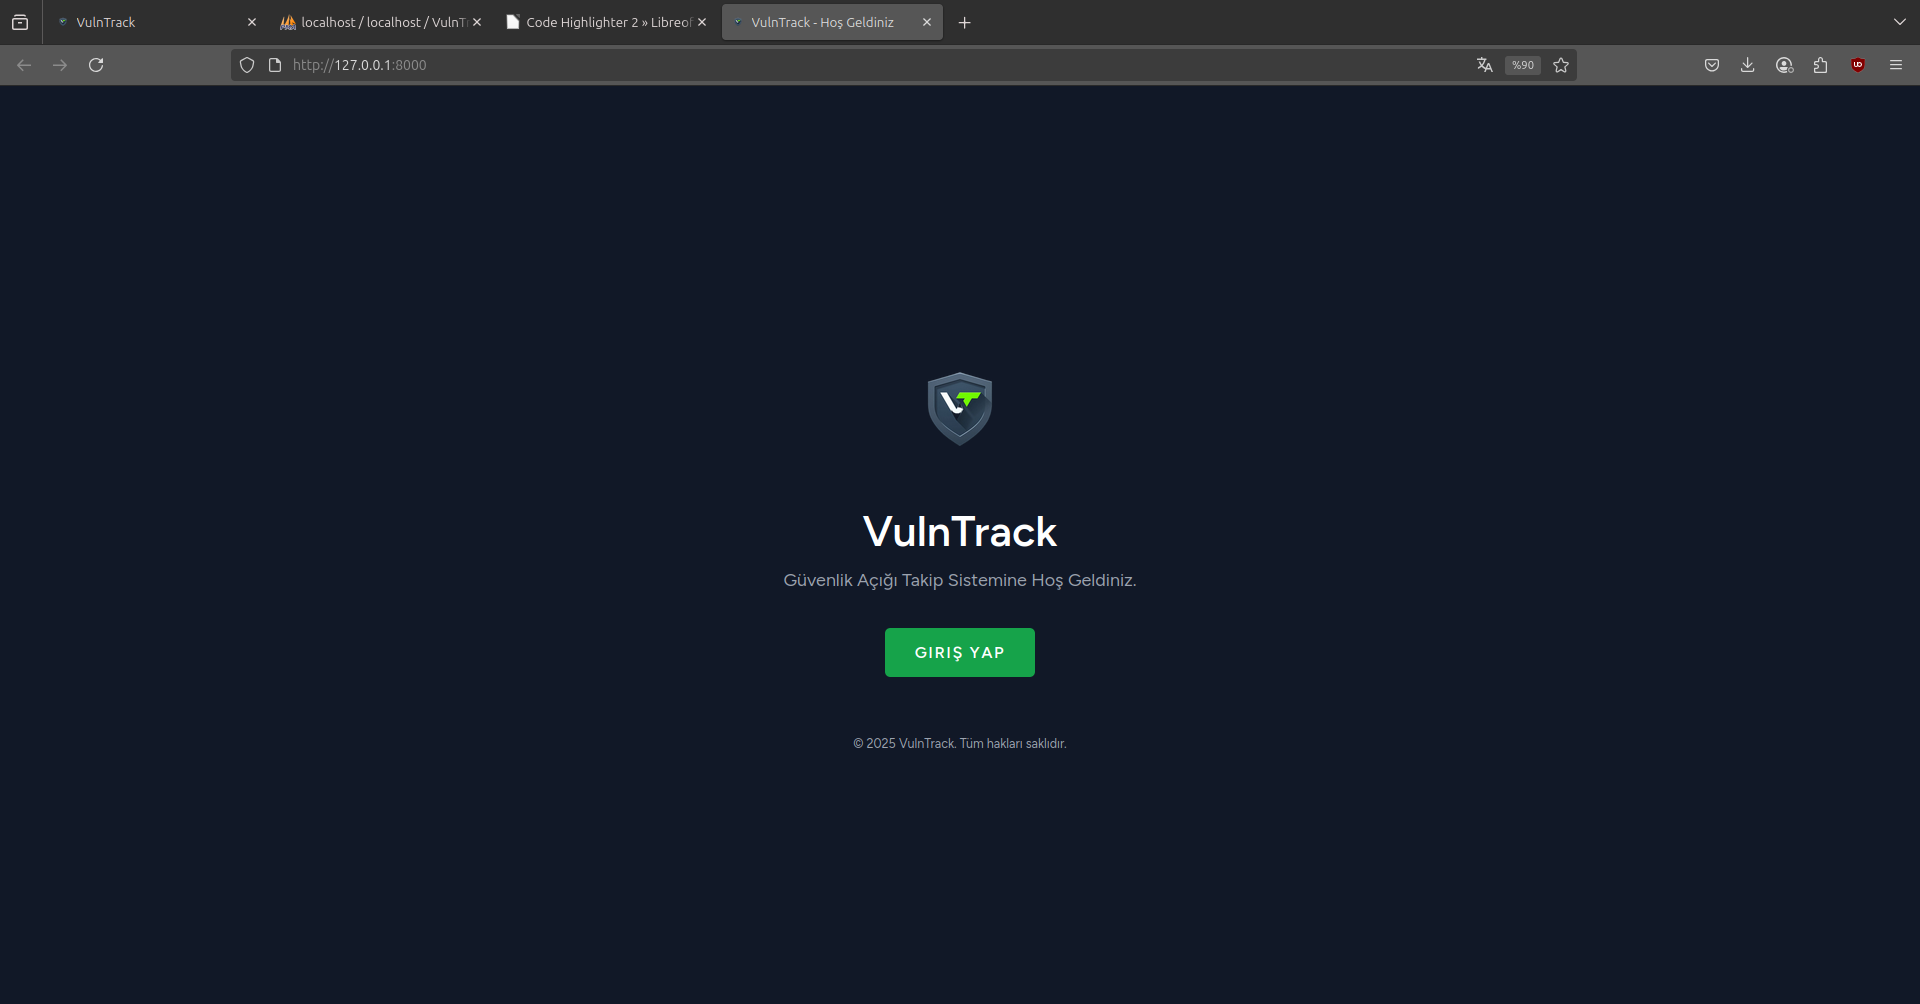 VulnTrack
localhost / localhost / VulnTr
Code Highlighter 2 » Libreof
VulnTrack - Hoş Geldiniz
http://127.0.0.1:8000
%90
VT
VulnTrack
Güvenlik Açığı Takip Sistemine Hoş Geldiniz.
GIRIŞ YAP
© 2025 VulnTrack. Tüm hakları saklıdır.